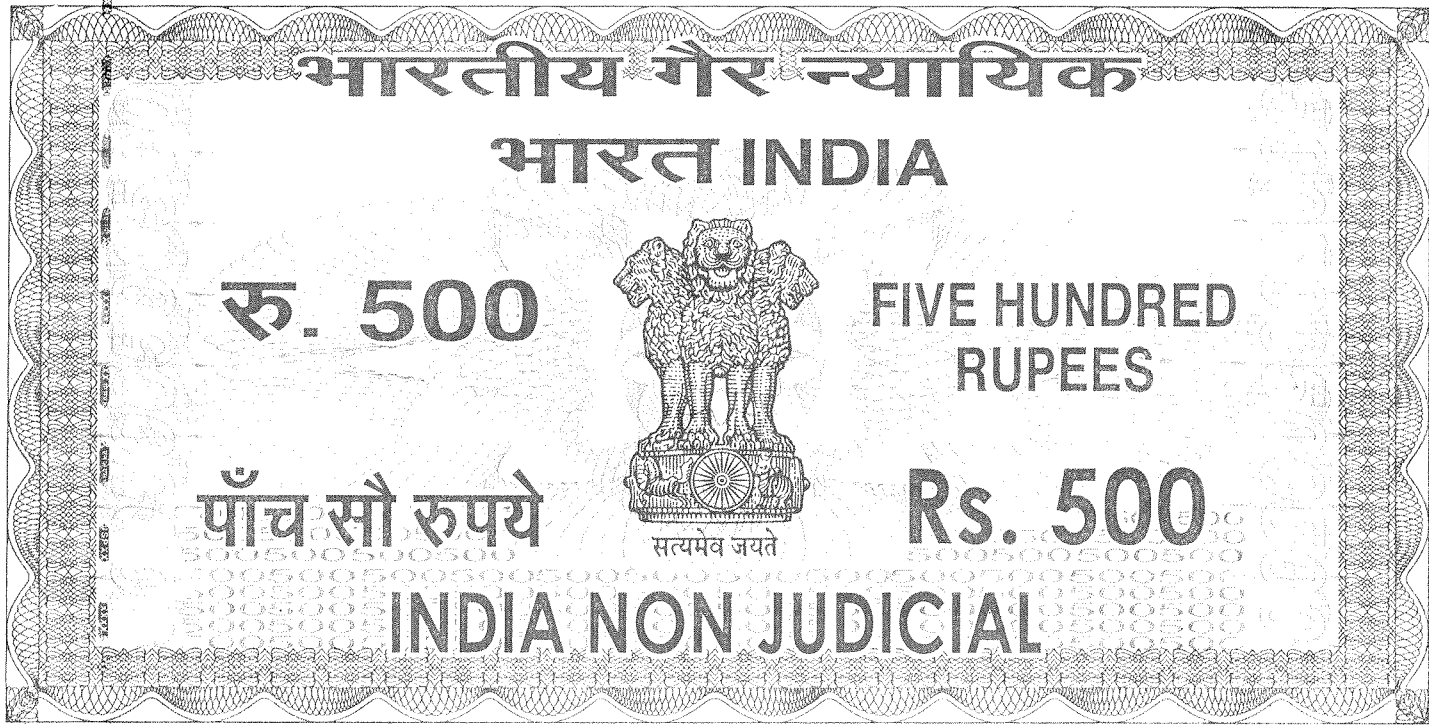 भारतीय गैर न्यायिक
भारत INDIA
रु. 500
FIVE HUNDRED
RUPEES
पाँच सौ रुपये
Rs. 500
सत्यमेव जयते
INDIA NON JUDICIAL